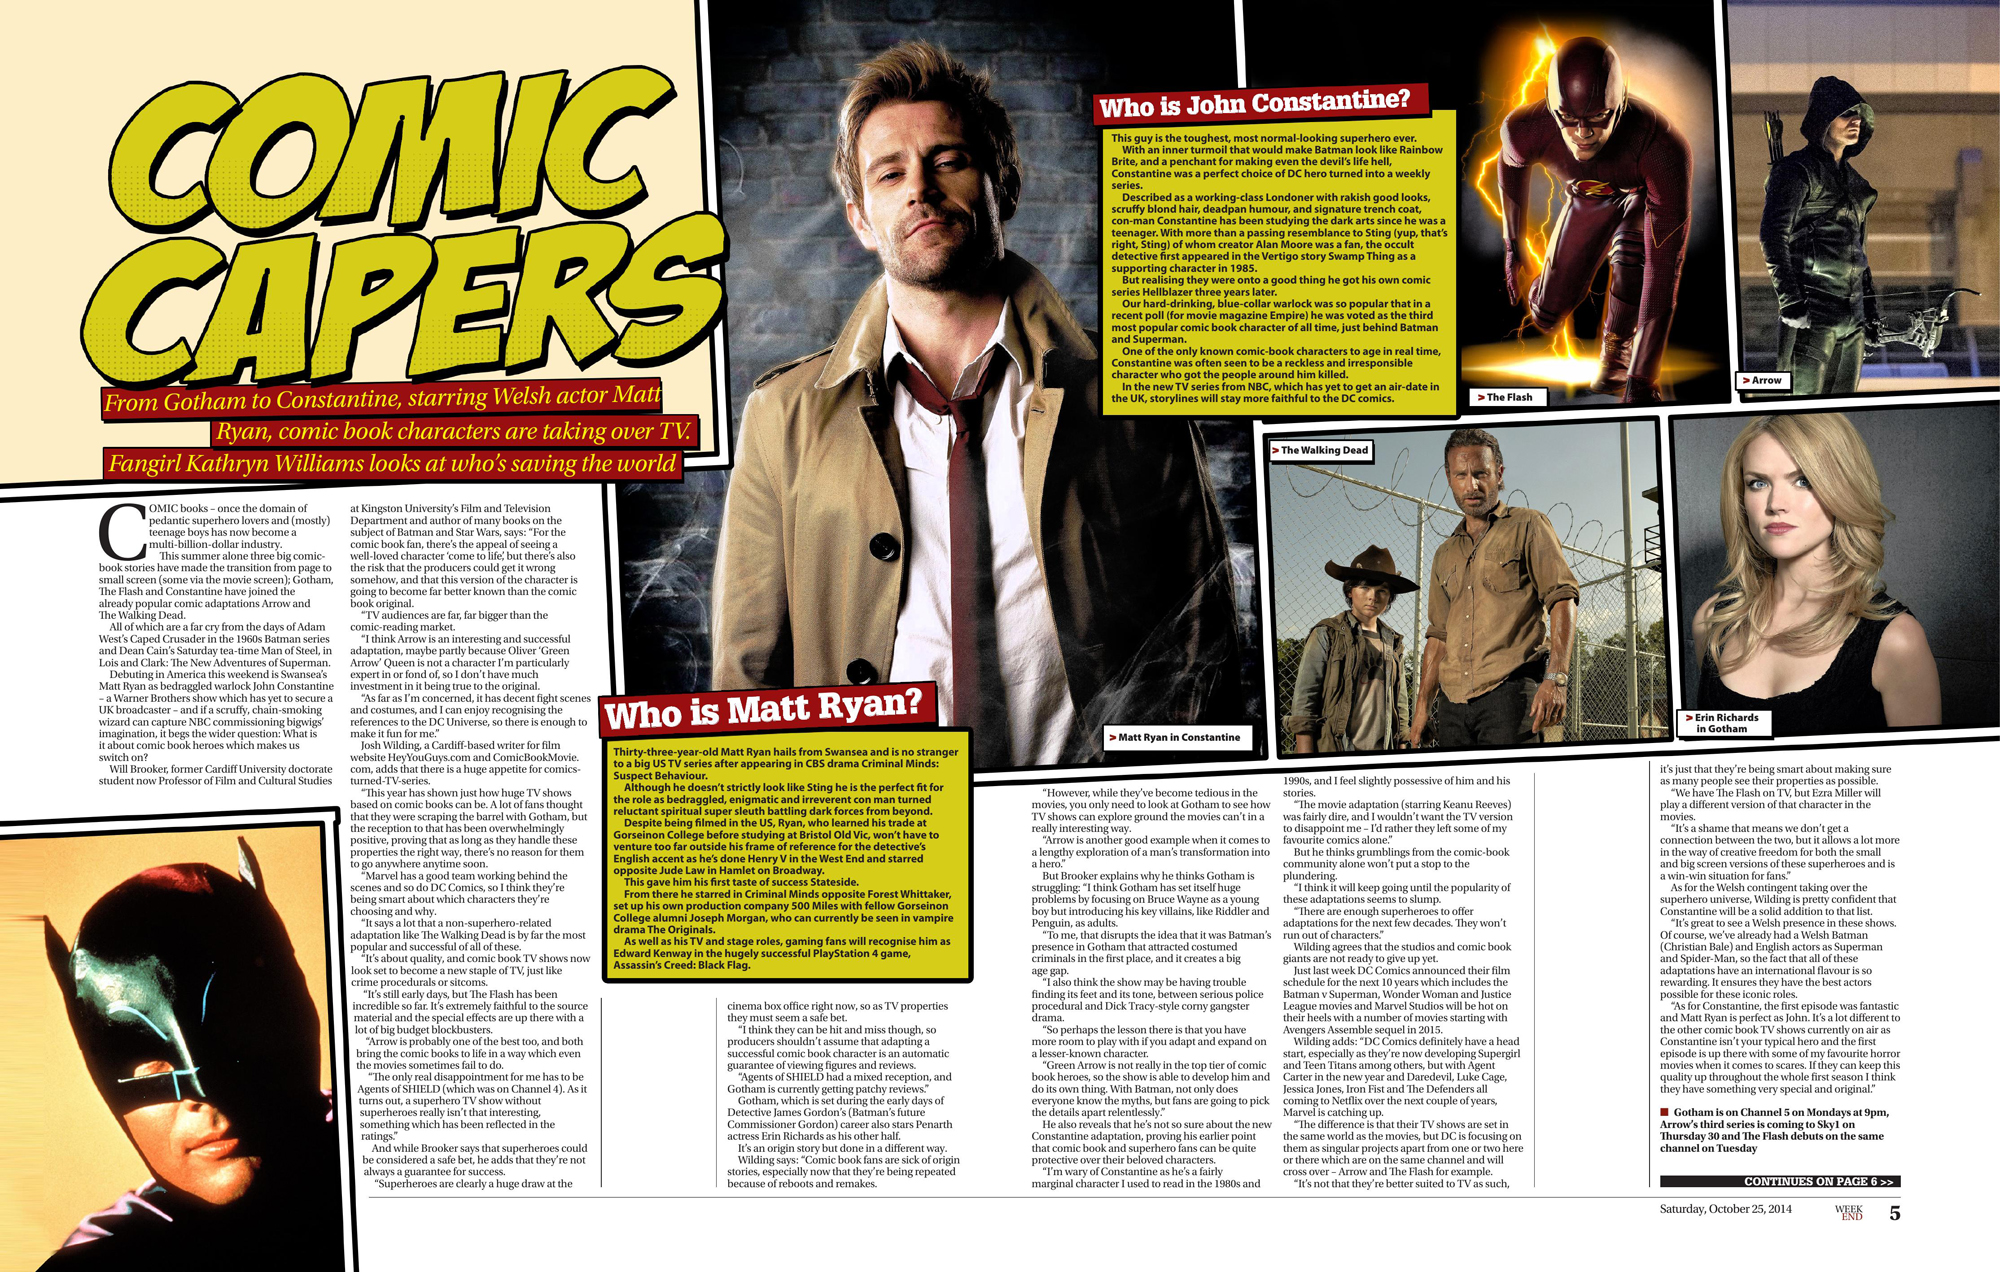 COMIC
CAPERS
From Gotham to Constantine, starring Welsh actor Matt
Ryan, comic book characters are taking over TV.
Fangirl Kathryn Williams looks at who's saving the world
COMIC books – once the domain of
pedantic superhero lovers and (mostly)
teenage boys has now become a
multi-billion-dollar industry.
This summer alone three big comic-
book stories have made the transition from page to
small screen (some via the movie screen); Gotham,
The Flash and Constantine have joined the
already popular comic adaptations Arrow and
The Walking Dead.
All of which are a far cry from the days of Adam
West's Caped Crusader in the 1960s Batman series
and Dean Cain's Saturday tea-time Man of Steel, in
Lois and Clark: The New Adventures of Superman.
Debuting in America this weekend is Swansea's
Matt Ryan as bedraggled warlock John Constantine
– a Warner Brothers show which has yet to secure a
UK broadcaster – and if a scruffy, chain-smoking
wizard can capture NBC commissioning bigwigs'
imagination, it begs the wider question: What is
it about comic book heroes which makes us
switch on?
Will Brooker, former Cardiff University doctorate
student now Professor of Film and Cultural Studies
at Kingston University's Film and Television
Department and author of many books on the
subject of Batman and Star Wars, says: "For the
comic book fan, there's the appeal of seeing a
well-loved character 'come to life', but there's also
the risk that the producers could get it wrong
somehow, and that this version of the character is
going to become far better known than the comic
book original.
"TV audiences are far, far bigger than the
comic-reading market.
"I think Arrow is an interesting and successful
adaptation, maybe partly because Oliver 'Green
Arrow' Queen is not a character I'm particularly
expert in or fond of, so I don't have much
investment in it being true to the original.
"As far as I'm concerned, it has decent fight scenes
and costumes, and I can enjoy recognising the
references to the DC Universe, so there is enough to
make it fun for me."
Josh Wilding, a Cardiff-based writer for film
website HeyYouGuys.com and ComicBookMovie.
com, adds that there is a huge appetite for comics-
turned-TV-series.
"This year has shown just how huge TV shows
based on comic books can be. A lot of fans thought
that they were scraping the barrel with Gotham, but
the reception to that has been overwhelmingly
positive, proving that as long as they handle these
properties the right way, there's no reason for them
to go anywhere anytime soon.
"Marvel has a good team working behind the
scenes and so do DC Comics, so I think they're
being smart about which characters they're
choosing and why.
"It says a lot that a non-superhero-related
adaptation like The Walking Dead is by far the most
popular and successful of all of these.
"It's about quality, and comic book TV shows now
look set to become a new staple of TV, just like
crime procedurals or sitcoms.
"It's still early days, but The Flash has been
incredible so far. It's extremely faithful to the source
material and the special effects are up there with a
lot of big budget blockbusters.
"Arrow is probably one of the best too, and both
bring the comic books to life in a way which even
the movies sometimes fail to do.
"The only real disappointment for me has to be
Agents of SHIELD (which was on Channel 4). As it
turns out, a superhero TV show without
superheroes really isn't that interesting,
something which has been reflected in the
ratings."
And while Brooker says that superheroes could
be considered a safe bet, he adds that they're not
always a guarantee for success.
"Superheroes are clearly a huge draw at the
Who is Matt Ryan?
Thirty-three-year-old Matt Ryan hails from Swansea and is no stranger
to a big US TV series after appearing in CBS drama Criminal Minds:
Suspect Behaviour.
Although he doesn't strictly look like Sting he is the perfect fit for
the role as bedraggled, enigmatic and irreverent con man turned
reluctant spiritual super sleuth battling dark forces from beyond.
Despite being filmed in the US, Ryan, who learned his trade at
Gorseinon College before studying at Bristol Old Vic, won't have to
venture too far outside his frame of reference for the detective's
English accent as he's done Henry V in the West End and starred
opposite Jude Law in Hamlet on Broadway.
This gave him his first taste of success Stateside.
From there he starred in Criminal Minds opposite Forest Whittaker,
set up his own production company 500 Miles with fellow Gorseinon
College alumni Joseph Morgan, who can currently be seen in vampire
drama The Originals.
As well as his TV and stage roles, gaming fans will recognise him as
Edward Kenway in the hugely successful PlayStation 4 game,
Assassin's Creed: Black Flag.
cinema box office right now, so as TV properties
they must seem a safe bet.
"I think they can be hit and miss though, so
producers shouldn't assume that adapting a
successful comic book character is an automatic
guarantee of viewing figures and reviews.
"Agents of SHIELD had a mixed reception, and
Gotham is currently getting patchy reviews."
Gotham, which is set during the early days of
Detective James Gordon's (Batman's future
Commissioner Gordon) career also stars Penarth
actress Erin Richards as his other half.
It's an origin story but done in a different way.
Wilding says: "Comic book fans are sick of origin
stories, especially now that they're being repeated
because of reboots and remakes.
Who is John Constantine?
This guy is the toughest, most normal-looking superhero ever.
With an inner turmoil that would make Batman look like Rainbow
Brite, and a penchant for making even the devil's life hell,
Constantine was a perfect choice of DC hero turned into a weekly
series.
Described as a working-class Londoner with rakish good looks,
scruffy blond hair, deadpan humour, and signature trench coat,
con-man Constantine has been studying the dark arts since he was a
teenager. With more than a passing resemblance to Sting (yup, that's
right, Sting) of whom creator Alan Moore was a fan, the occult
detective first appeared in the Vertigo story Swamp Thing as a
supporting character in 1985.
But realising they were onto a good thing he got his own comic
series Hellblazer three years later.
Our hard-drinking, blue-collar warlock was so popular that in a
recent poll (for movie magazine Empire) he was voted as the third
most popular comic book character of all time, just behind Batman
and Superman.
One of the only known comic-book characters to age in real time,
Constantine was often seen to be a reckless and irresponsible
character who got the people around him killed.
In the new TV series from NBC, which has yet to get an air-date in
the UK, storylines will stay more faithful to the DC comics.
> The Flash
> Arrow
> The Walking Dead
> Erin Richards
in Gotham
> Matt Ryan in Constantine
"However, while they've become tedious in the
movies, you only need to look at Gotham to see how
TV shows can explore ground the movies can't in a
really interesting way.
"Arrow is another good example when it comes to
a lengthy exploration of a man's transformation into
a hero."
But Brooker explains why he thinks Gotham is
struggling: "I think Gotham has set itself huge
problems by focusing on Bruce Wayne as a young
boy but introducing his key villains, like Riddler and
Penguin, as adults.
"To me, that disrupts the idea that it was Batman's
presence in Gotham that attracted costumed
criminals in the first place, and it creates a big
age gap.
"I also think the show may be having trouble
finding its feet and its tone, between serious police
procedural and Dick Tracy-style corny gangster
drama.
"So perhaps the lesson there is that you have
more room to play with if you adapt and expand on
a lesser-known character.
"Green Arrow is not really in the top tier of comic
book heroes, so the show is able to develop him and
do its own thing. With Batman, not only does
everyone know the myths, but fans are going to pick
the details apart relentlessly."
He also reveals that he's not so sure about the new
Constantine adaptation, proving his earlier point
that comic book and superhero fans can be quite
protective over their beloved characters.
"I'm wary of Constantine as he's a fairly
marginal character I used to read in the 1980s and
1990s, and I feel slightly possessive of him and his
stories.
"The movie adaptation (starring Keanu Reeves)
was fairly dire, and I wouldn't want the TV version
to disappoint me – I'd rather they left some of my
favourite comics alone."
But he thinks grumblings from the comic-book
community alone won't put a stop to the
plundering.
"I think it will keep going until the popularity of
these adaptations seems to slump.
"There are enough superheroes to offer
adaptations for the next few decades. They won't
run out of characters."
Wilding agrees that the studios and comic book
giants are not ready to give up yet.
Just last week DC Comics announced their film
schedule for the next 10 years which includes the
Batman v Superman, Wonder Woman and Justice
League movies and Marvel Studios will be hot on
their heels with a number of movies starting with
Avengers Assemble sequel in 2015.
Wilding adds: "DC Comics definitely have a head
start, especially as they're now developing Supergirl
and Teen Titans among others, but with Agent
Carter in the new year and Daredevil, Luke Cage,
Jessica Jones, Iron Fist and The Defenders all
coming to Netflix over the next couple of years,
Marvel is catching up.
"The difference is that their TV shows are set in
the same world as the movies, but DC is focusing on
them as singular projects apart from one or two here
or there which are on the same channel and will
cross over – Arrow and The Flash for example.
"It's not that they're better suited to TV as such,
it's just that they're being smart about making sure
as many people see their properties as possible.
"We have The Flash on TV, but Ezra Miller will
play a different version of that character in the
movies.
"It's a shame that means we don't get a
connection between the two, but it allows a lot more
in the way of creative freedom for both the small
and big screen versions of these superheroes and is
a win-win situation for fans."
As for the Welsh contingent taking over the
superhero universe, Wilding is pretty confident that
Constantine will be a solid addition to that list.
"It's great to see a Welsh presence in these shows.
Of course, we've already had a Welsh Batman
(Christian Bale) and English actors as Superman
and Spider-Man, so the fact that all of these
adaptations have an international flavour is so
rewarding. It ensures they have the best actors
possible for these iconic roles.
"As for Constantine, the first episode was fantastic
and Matt Ryan is perfect as John. It's a lot different to
the other comic book TV shows currently on air as
Constantine isn't your typical hero and the first
episode is up there with some of my favourite horror
movies when it comes to scares. If they can keep this
quality up throughout the whole first season I think
they have something very special and original."
■ Gotham is on Channel 5 on Mondays at 9pm,
Arrow's third series is coming to Sky1 on
Thursday 30 and The Flash debuts on the same
channel on Tuesday
CONTINUES ON PAGE 6 >>
Saturday, October 25, 2014
WEEK
END
5